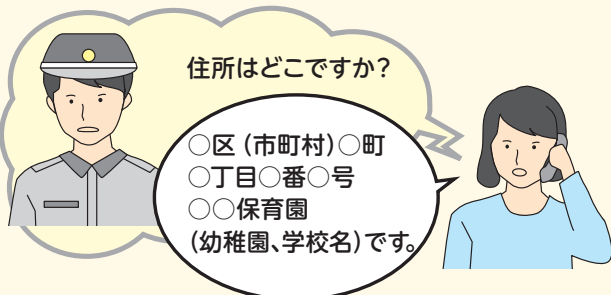 住所はどこですか?
○区（市町村）○町
○丁目○番○号
○○保育園
(幼稚園、学校名)です。